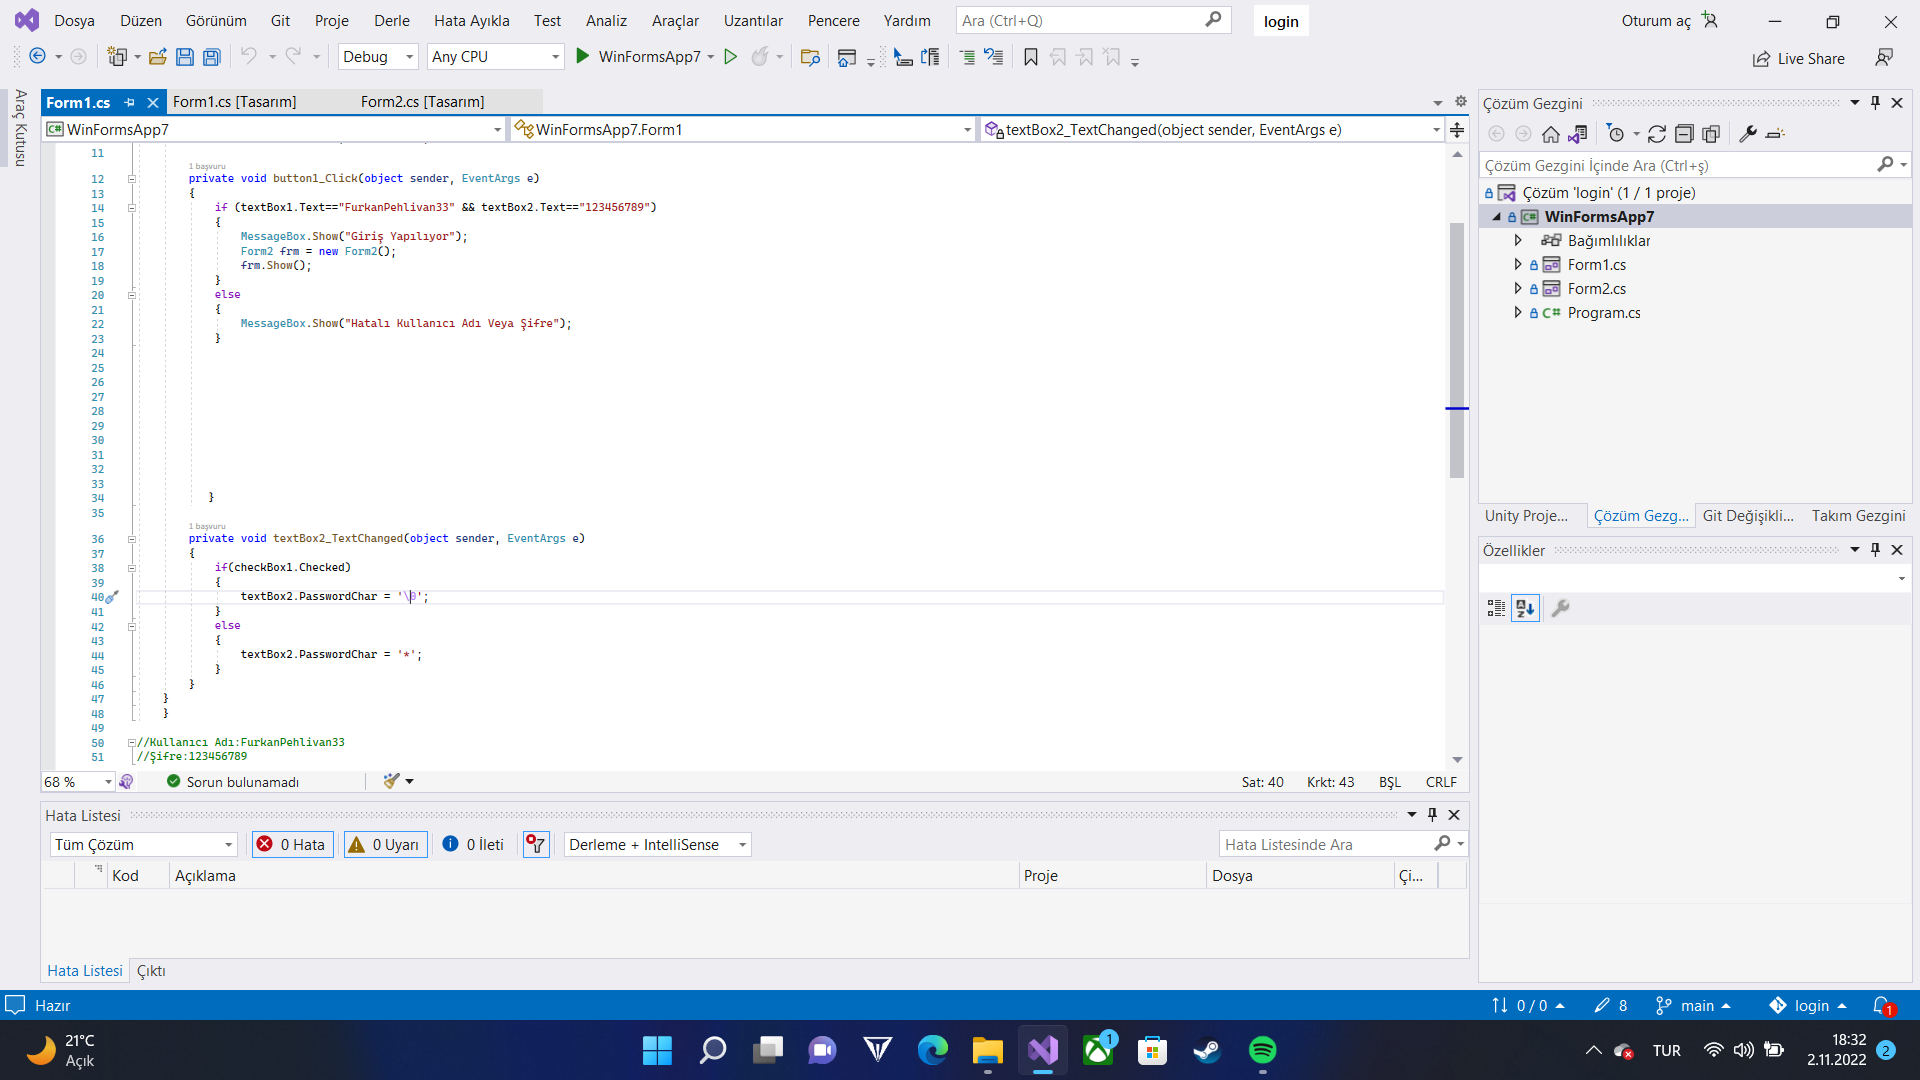 Dosya Düzen Görünüm Git Proje Derle Hata Ayıkla Test Analiz Araçlar Uzantılar Pencere Yardım Ara (Ctrl+Q) login Oturum aç
Debug Any CPU WinFormsApp7 Live Share
Araç Kutusu
Form1.cs Form1.cs [Tasarım] Form2.cs [Tasarım]
WinFormsApp7 WinFormsApp7.Form1 textBox2_TextChanged(object sender, EventArgs e)
11
1 başvuru
12 private void button1_Click(object sender, EventArgs e)
13 {
14 if (textBox1.Text=="FurkanPehlivan33" && textBox2.Text=="123456789")
15 {
16 MessageBox.Show("Giriş Yapılıyor");
17 Form2 frm = new Form2();
18 frm.Show();
19 }
20 else
21 {
22 MessageBox.Show("Hatalı Kullanıcı Adı Veya Şifre");
23 }
24
25
26
27
28
29
30
31
32
33
34 }
35
1 başvuru
36 private void textBox2_TextChanged(object sender, EventArgs e)
37 {
38 if(checkBox1.Checked)
39 {
40 textBox2.PasswordChar = '\0';
41 }
42 else
43 {
44 textBox2.PasswordChar = '*';
45 }
46 }
47 }
48 }
49
50 //Kullanıcı Adı:FurkanPehlivan33
51 //Şifre:123456789
68 % Sorun bulunamadı Sat: 40 Krkt: 43 BŞL CRLF
Hata Listesi
Tüm Çözüm 0 Hata 0 Uyarı 0 İleti Derleme + IntelliSense Hata Listesinde Ara
Kod Açıklama Proje Dosya Çi...
Hata Listesi Çıktı
Çözüm Gezgini
Çözüm Gezgini İçinde Ara (Ctrl+ş)
Çözüm 'login' (1 / 1 proje)
WinFormsApp7
Bağımlılıklar
Form1.cs
Form2.cs
Program.cs
Unity Proje... Çözüm Gezg... Git Değişikli... Takım Gezgini
Özellikler
Hazır 0 / 0 8 main login 1
21°C
Açık
1
TUR
18:32
2.11.2022
2